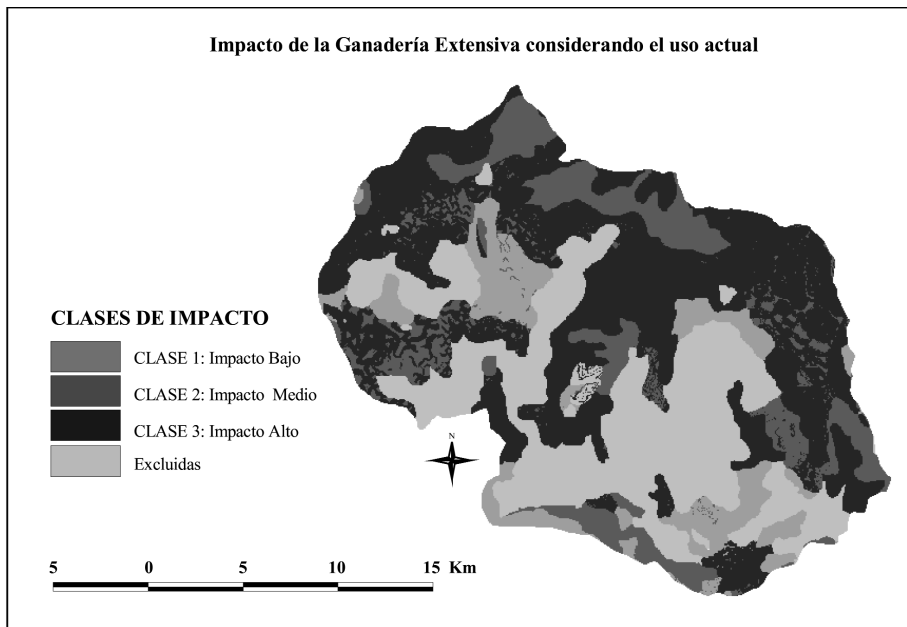 Impacto de la Ganadería Extensiva considerando el uso actual
CLASES DE IMPACTO
CLASE 1: Impacto Bajo
CLASE 2: Impacto Medio
CLASE 3: Impacto Alto
Excluidas
N
5 0 5 10 15 Km